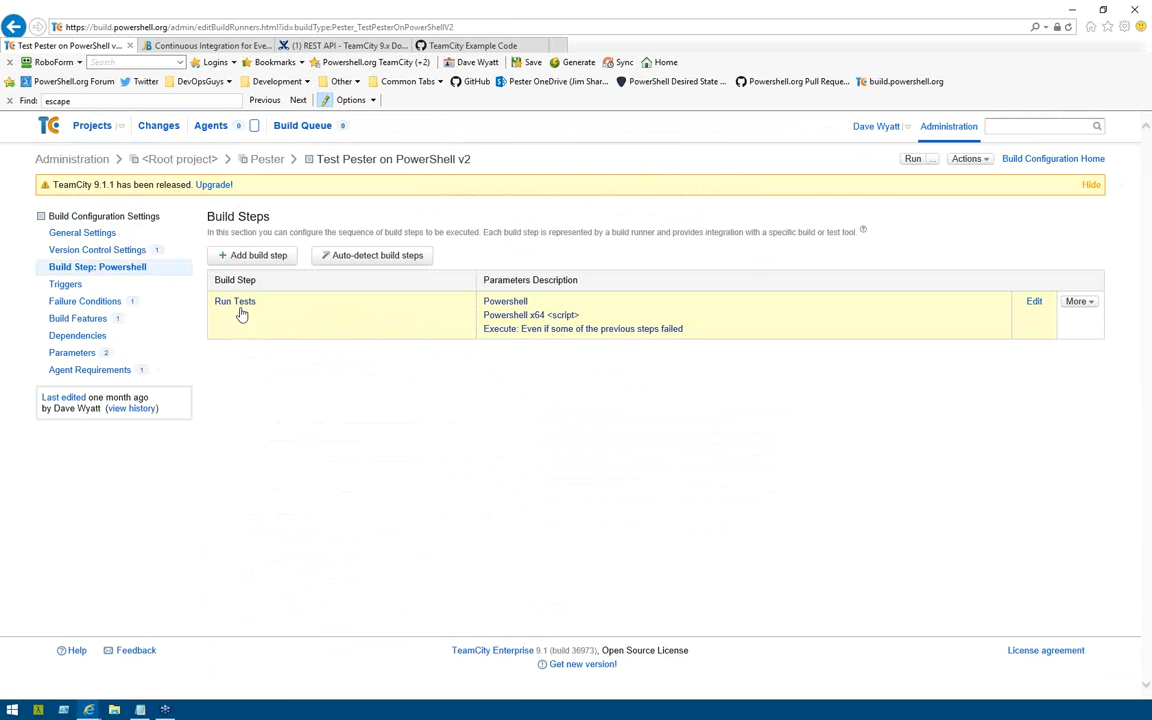 https://build.powershell.org/admin/editBuildRunners.html?id=buildType:Pester_TestPesterOnPowerShellV2
Test Pester on PowerShell v... Continuous Integration for Eve... (1) REST API - TeamCity 9.x Do... TeamCity Example Code
RoboForm Search Logins Bookmarks Powershell.org TeamCity (+2) Dave Wyatt Save Generate Sync Home
PowerShell.org Forum Twitter DevOpsGuys Development Other Common Tabs GitHub Pester OneDrive (Jim Shar... PowerShell Desired State ... Powershell.org Pull Reque... build.powershell.org
Find: escape Previous Next Options
TC Projects Changes Agents 0 Build Queue 0 Dave Wyatt Administration
Administration <Root project> Pester Test Pester on PowerShell v2 Run ... Actions Build Configuration Home
TeamCity 9.1.1 has been released. Upgrade! Hide
Build Configuration Settings
General Settings
Version Control Settings 1
Build Step: Powershell
Triggers
Failure Conditions 1
Build Features 1
Dependencies
Parameters 2
Agent Requirements 1
Last edited one month ago
by Dave Wyatt (view history)
Build Steps
In this section you can configure the sequence of build steps to be executed. Each build step is represented by a build runner and provides integration with a specific build or test tool.
+ Add build step Auto-detect build steps
Build Step Parameters Description
Run Tests Powershell Edit More
Powershell x64 <script>
Execute: Even if some of the previous steps failed
Help Feedback TeamCity Enterprise 9.1 (build 36973), Open Source License License agreement
Get new version!